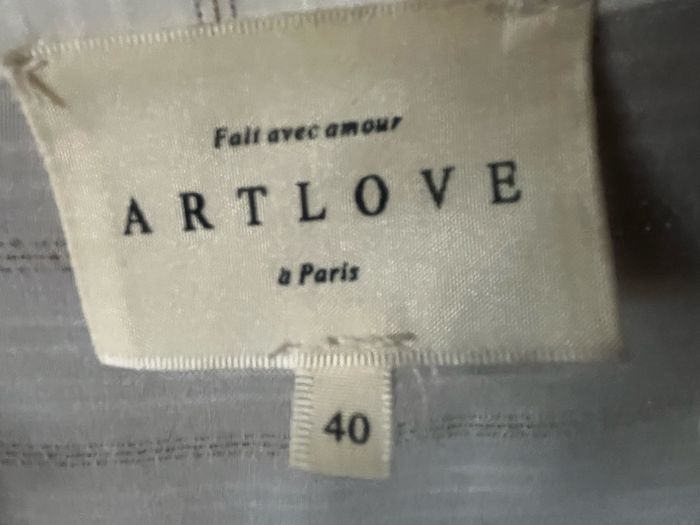 Fait avec amour
ARTLOVE
à Paris
40